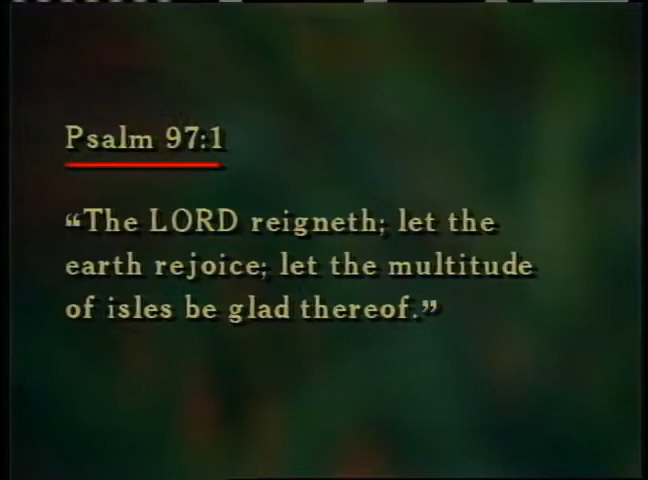 Psalm 97:1
“The LORD reigneth; let the
earth rejoice; let the multitude
of isles be glad thereof.”